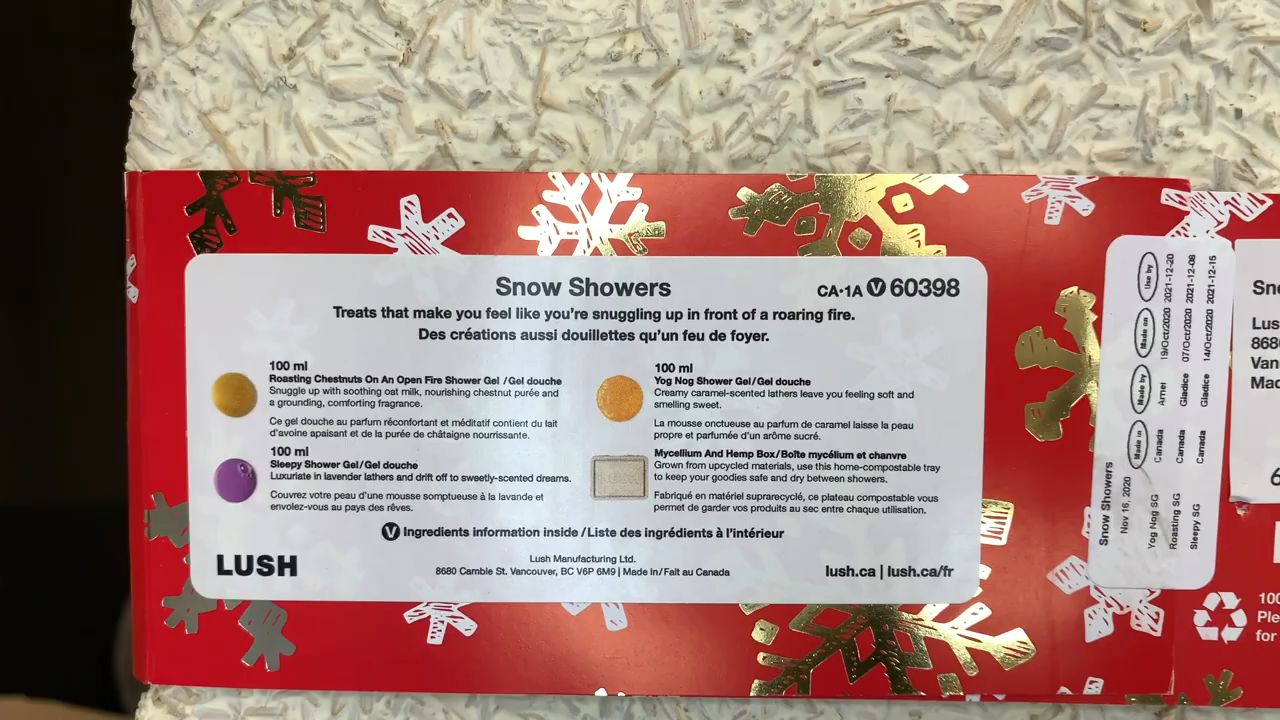 Snow Showers
CA•1A V 60398
Treats that make you feel like you're snuggling up in front of a roaring fire.
Des créations aussi douillettes qu'un feu de foyer.
100 ml
Roasting Chestnuts On An Open Fire Shower Gel /Gel douche
Snuggle up with soothing oat milk, nourishing chestnut purée and
a grounding, comforting fragrance.
Ce gel douche au parfum réconfortant et méditatif contient du lait
d'avoine apaisant et de la purée de châtaigne nourrissante.
100 ml
Sleepy Shower Gel/Gel douche
Luxuriate in lavender lathers and drift off to sweetly-scented dreams.
Couvrez votre peau d'une mousse somptueuse à la lavande et
envolez-vous au pays des rêves.
100 ml
Yog Nog Shower Gel/Gel douche
Creamy caramel-scented lathers leave you feeling soft and
smelling sweet.
La mousse onctueuse au parfum de caramel laisse la peau
propre et parfumée d'un arôme sucré.
Mycellium And Hemp Box/Boîte mycélium et chanvre
Grown from upcycled materials, use this home-compostable tray
to keep your goodies safe and dry between showers.
Fabriqué en matériel suprarecyclé, ce plateau compostable vous
permet de garder vos produits au sec entre chaque utilisation.
V Ingredients information inside/Liste des ingrédients à l'intérieur
LUSH
Lush Manufacturing Ltd.
8680 Cambie St. Vancouver, BC V6P 6M9 | Made in/Fait au Canada
lush.ca | lush.ca/fr
Snow Showers
Nov 16, 2020
Made in Made by Made on Use by
Yog Nog SG Canada Arnel 19/Oct/2020 2021-12-20
Roasting SG Canada Gladice 07/Oct/2020 2021-12-08
Sleepy SG Canada Gladice 14/Oct/2020 2021-12-15
Sno
Lus
868
Van
Mad
6
100
Ple
for